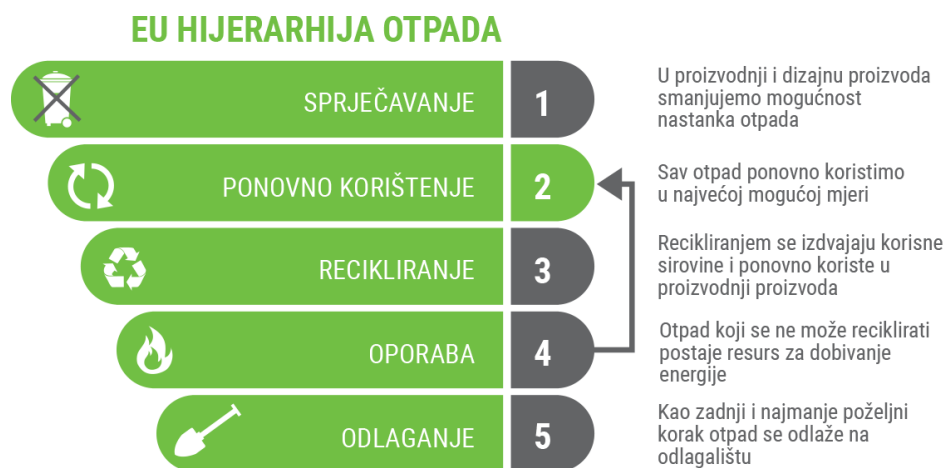 EU HIJERARHIJA OTPADA
SPRJEČAVANJE
1
U proizvodnji i dizajnu proizvoda
smanjujemo mogućnost
nastanka otpada
PONOVNO KORIŠTENJE
2
Sav otpad ponovno koristimo
u najvećoj mogućoj mjeri
RECIKLIRANJE
3
Recikliranjem se izdvajaju korisne
sirovine i ponovno koriste u
proizvodnji proizvoda
OPORABA
4
Otpad koji se ne može reciklirati
postaje resurs za dobivanje
energije
ODLAGANJE
5
Kao zadnji i najmanje poželjni
korak otpad se odlaže na
odlagalištu